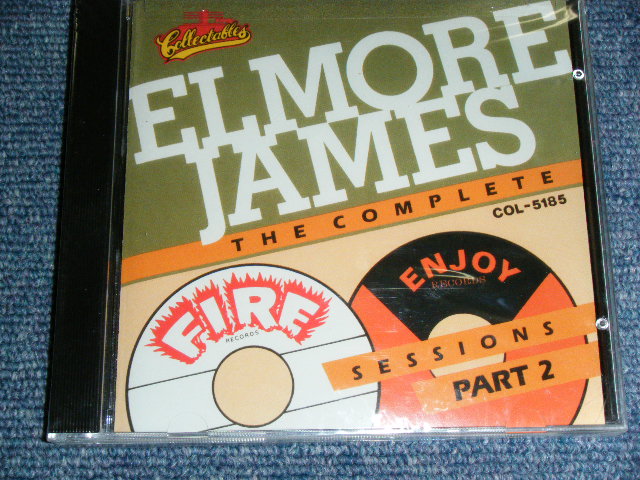 Collectables
ELMORE
JAMES
THE COMPLETE
COL-5185
FIRE
RECORDS
ENJOY
RECORDS
SESSIONS
PART 2